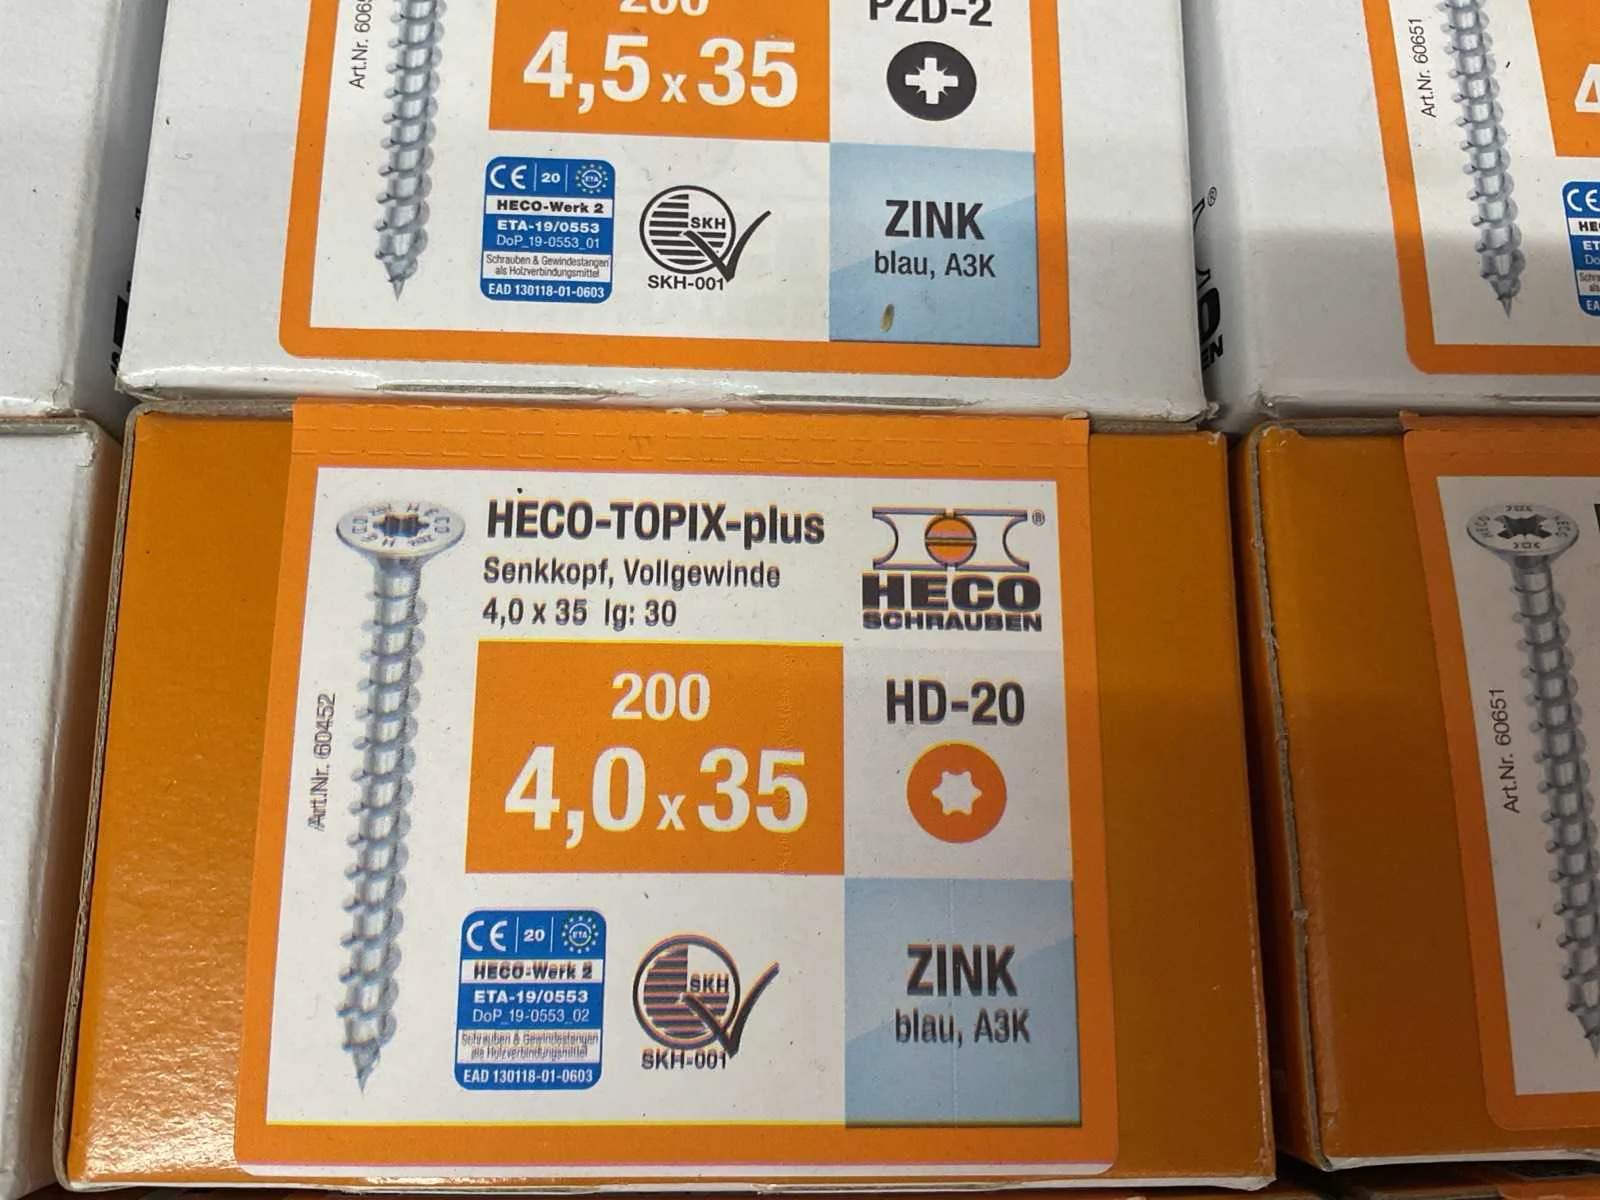 200
4,5 x 35
PZD-2
CE 20 ETA
HECO-Werk 2
ETA-19/0553
DoP_19-0553_01
Schrauben & Gewindestangen
als Holzverbindungsmittel
EAD 130118-01-0603
SKH
SKH-001
ZINK
blau, A3K
Art.Nr. 60651
HECO-TOPIX-plus
Senkkopf, Vollgewinde
4,0 x 35 lg: 30
HECO®
SCHRAUBEN
Art.Nr. 60452
200
4,0 x 35
HD-20
CE 20 ETA
HECO-Werk 2
ETA-19/0553
DoP_19-0553_02
Schrauben & Gewindestangen
als Holzverbindungsmittel
EAD 130118-01-0603
SKH
SKH-001
ZINK
blau, A3K
Art.Nr. 60651